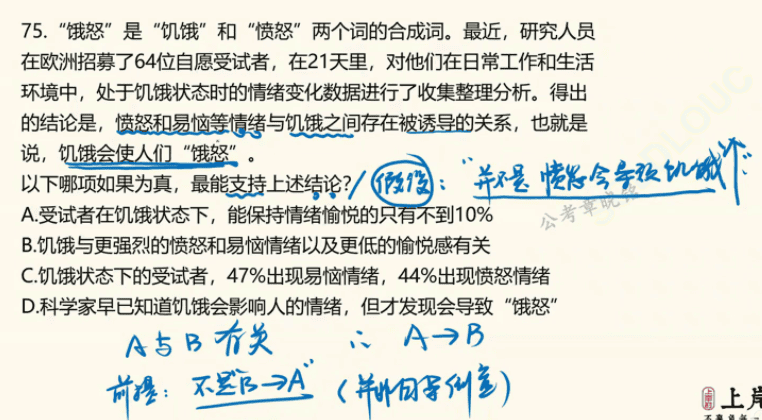 75. “饿怒”是“饥饿”和“愤怒”两个词的合成词。最近，研究人员
在欧洲招募了64位自愿受试者，在21天里，对他们在日常工作和生活
环境中，处于饥饿状态时的情绪变化数据进行了收集整理分析。得出
的结论是，愤怒和易恼等情绪与饥饿之间存在被诱导的关系，也就是
说，饥饿会使人们“饿怒”。
以下哪项如果为真，最能支持上述结论？/ 假设：“并不是 愤怒会导致饥饿”
A.受试者在饥饿状态下，能保持情绪愉悦的只有不到10%
公考章晓铭
B.饥饿与更强烈的愤怒和易恼情绪以及更低的愉悦感有关
C.饥饿状态下的受试者，47%出现易恼情绪，44%出现愤怒情绪
D.科学家早已知道饥饿会影响人的情绪，但才发现会导致“饿怒”
A与B有关 ∴ A→B
前提：不是“B→A”（并非因果倒置）
上岸